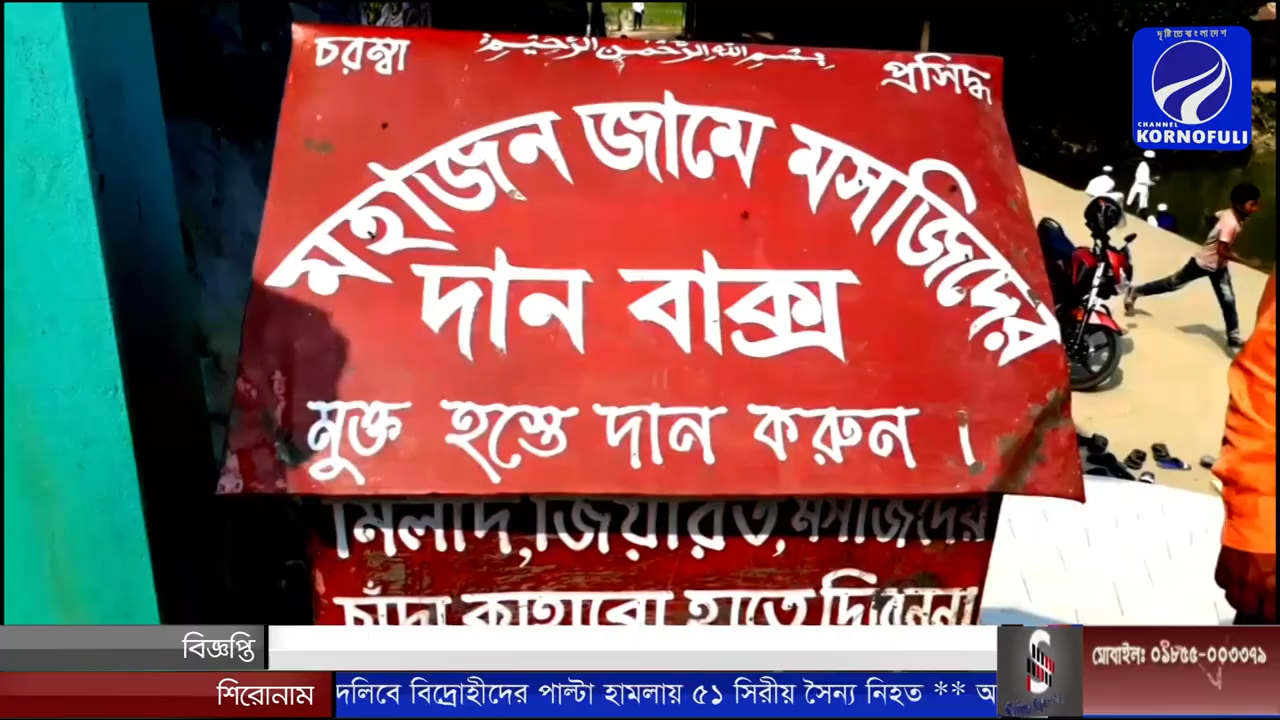 চরম্বা بسم الله الرحمن الرحيم প্রসিদ্ধ
মহাজন জামে মসজিদের
দান বাক্স
মুক্ত হস্তে দান করুন ।
মিলাদ,জিয়ারত,মসজিদের
চাঁদা কাহারো হাতে দিবেননা
দৃষ্টিতে বাংলাদেশ
CHANNEL
KORNOFULI
বিজ্ঞপ্তি
মোবাইল: ০১৮৫৫-০০৩৩৭১
শিরোনাম
দলিবে বিদ্রোহীদের পাল্টা হামলায় ৫১ সিরীয় সৈন্য নিহত ** অ